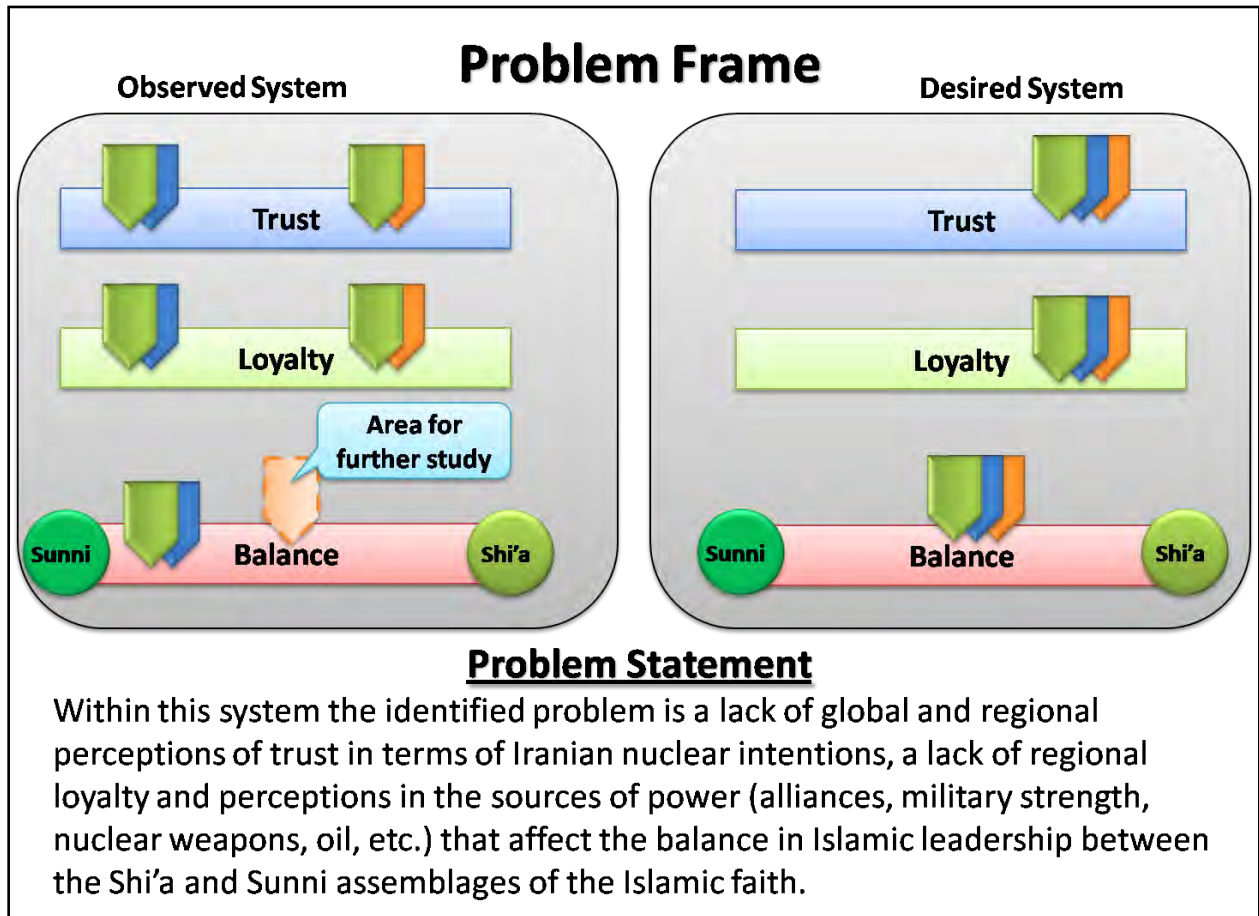 Problem Frame
Observed System
Desired System
Trust
Loyalty
Area for
further study
Sunni
Balance
Shi'a
Trust
Loyalty
Sunni
Balance
Shi'a
Problem Statement
Within this system the identified problem is a lack of global and regional
perceptions of trust in terms of Iranian nuclear intentions, a lack of regional
loyalty and perceptions in the sources of power (alliances, military strength,
nuclear weapons, oil, etc.) that affect the balance in Islamic leadership between
the Shi'a and Sunni assemblages of the Islamic faith.